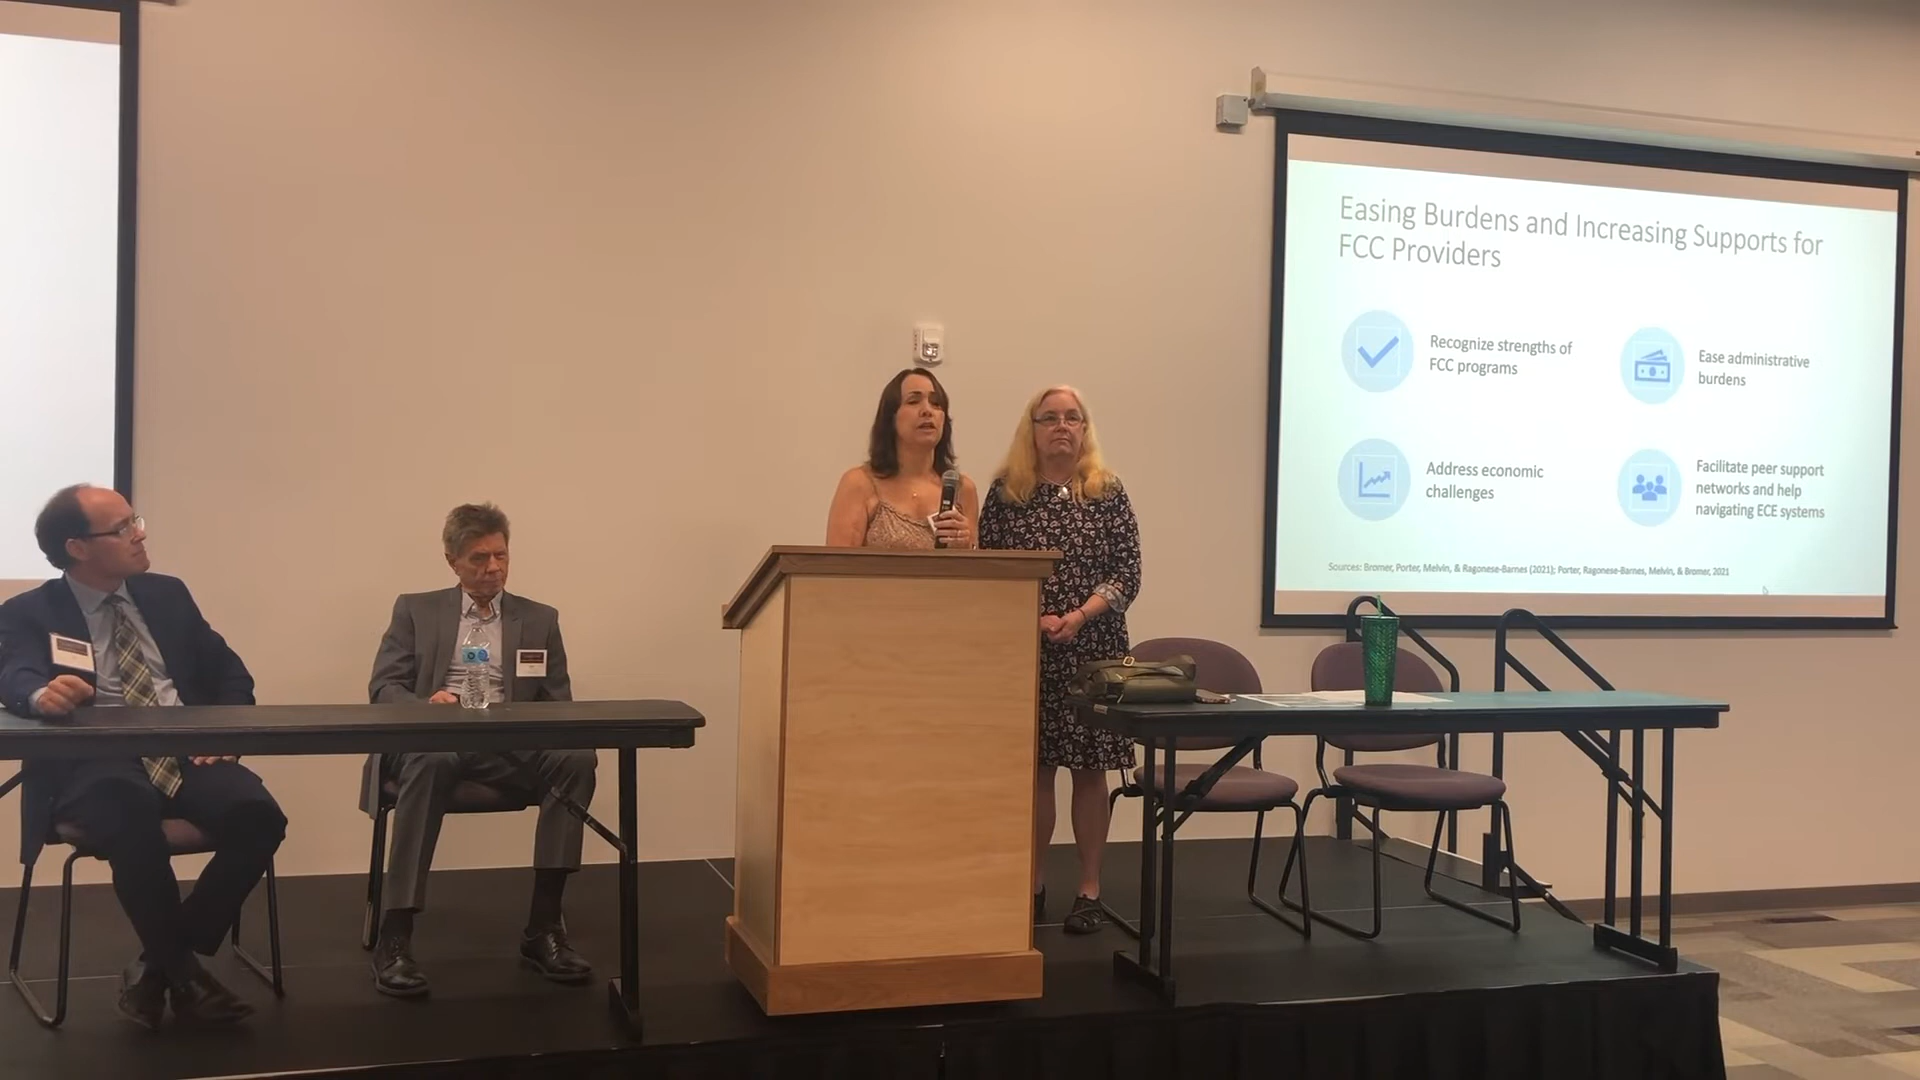 Easing Burdens and Increasing Supports for
FCC Providers
Recognize strengths of
FCC programs
Ease administrative
burdens
Address economic
challenges
Facilitate peer support
networks and help
navigating ECE systems
Sources: Bromer, Porter, Melvin, & Ragonese-Barnes (2021); Porter, Ragonese-Barnes, Melvin, & Bromer, 2021